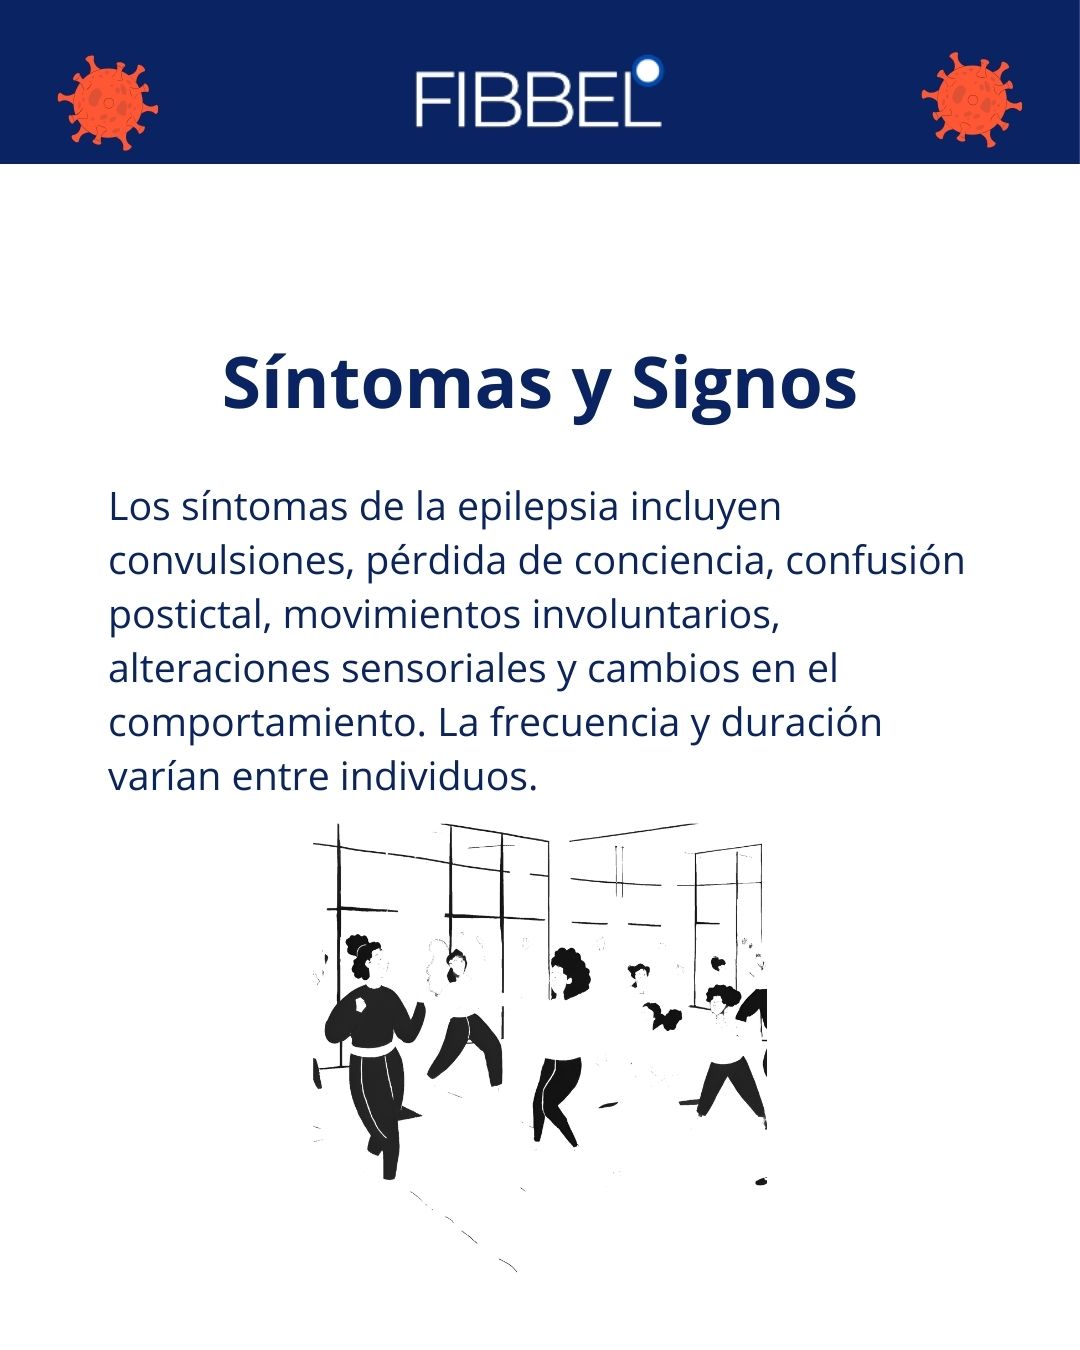 FIBBEL
Síntomas y Signos
Los síntomas de la epilepsia incluyen
convulsiones, pérdida de conciencia, confusión
postictal, movimientos involuntarios,
alteraciones sensoriales y cambios en el
comportamiento. La frecuencia y duración
varían entre individuos.